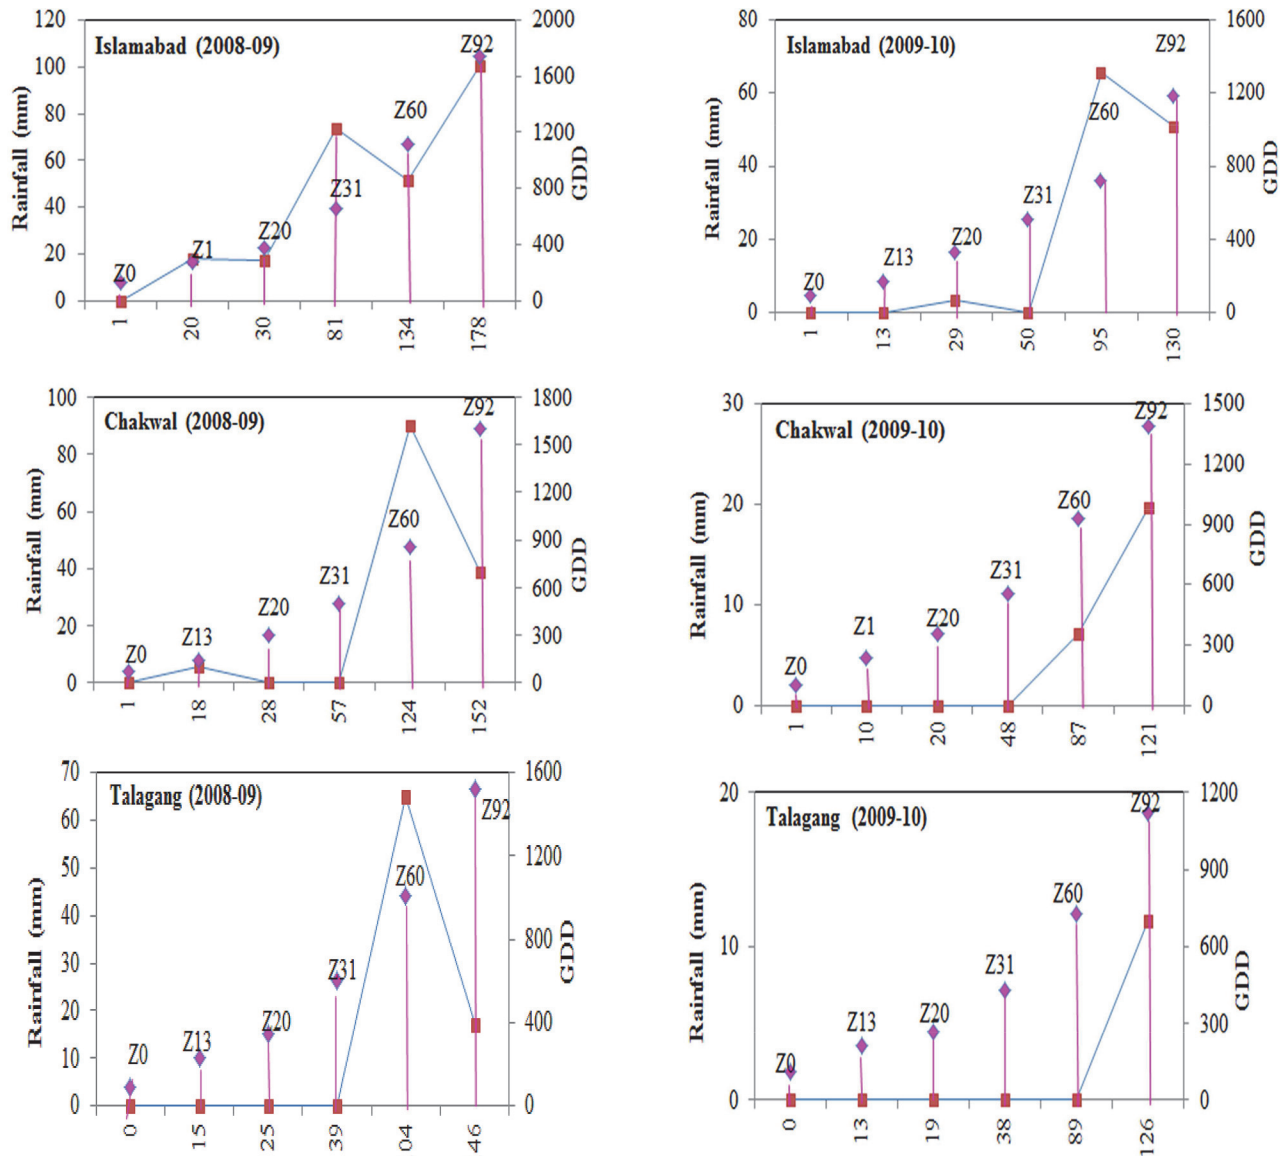 Islamabad (2008-09)
Rainfall (mm)
120
100
80
60
40
20
0
2000
1600
1200
800
400
0
GDD
Z0
Z1
Z20
Z31
Z60
Z92
1
20
30
81
134
178
Islamabad (2009-10)
Rainfall (mm)
80
60
40
20
0
1600
1200
800
400
0
GDD
Z0
Z13
Z20
Z31
Z60
Z92
1
13
29
50
95
130
Chakwal (2008-09)
Rainfall (mm)
100
80
60
40
20
0
1800
1500
1200
900
600
300
0
GDD
Z0
Z13
Z20
Z31
Z60
Z92
1
18
28
57
124
152
Chakwal (2009-10)
Rainfall (mm)
30
20
10
0
1500
1200
900
600
300
0
GDD
Z0
Z1
Z20
Z31
Z60
Z92
1
10
20
48
87
121
Talagang (2008-09)
Rainfall (mm)
70
60
50
40
30
20
10
0
1600
1200
800
400
0
GDD
Z0
Z13
Z20
Z31
Z60
Z92
0
15
25
39
04
46
Talagang (2009-10)
Rainfall (mm)
20
10
0
1200
900
600
300
0
GDD
Z0
Z13
Z20
Z31
Z60
Z92
0
13
19
38
89
126